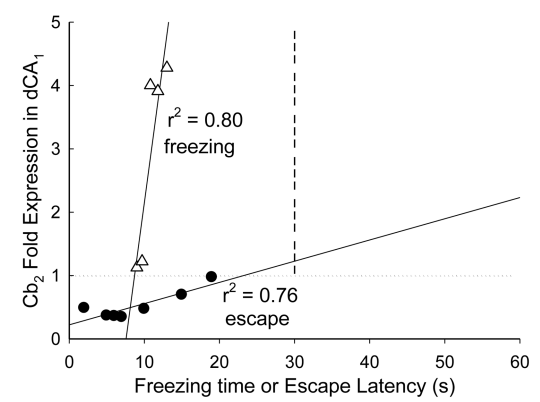 5
4
3
2
1
0
Cb₂ Fold Expression in dCA₁
r² = 0.80
freezing
r² = 0.76
escape
0 10 20 30 40 50 60
Freezing time or Escape Latency (s)